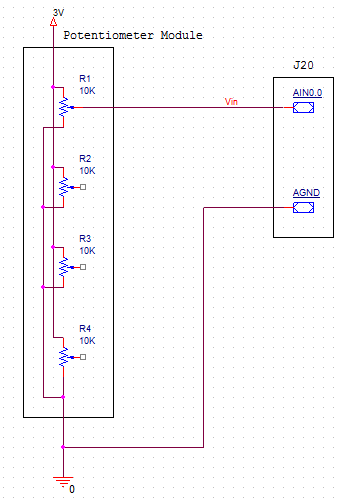 3V
Potentiometer Module
J20
R1
10K
Vin
AIN0.0
R2
10K
AGND
R3
10K
R4
10K
0